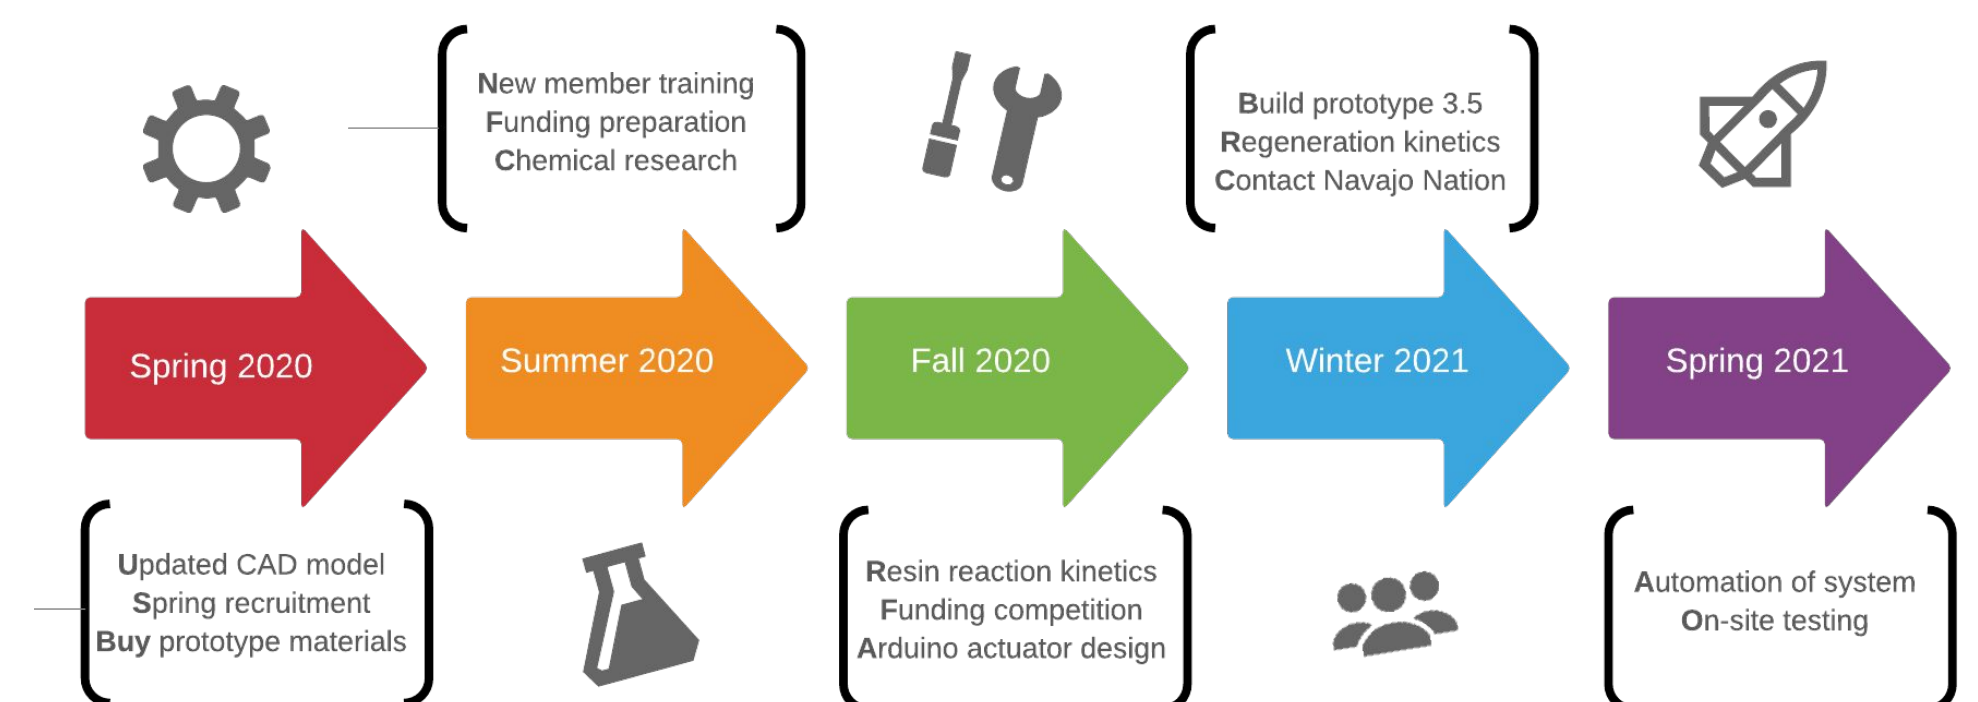 New member training
Funding preparation
Chemical research
Build prototype 3.5
Regeneration kinetics
Contact Navajo Nation
Spring 2020
Summer 2020
Fall 2020
Winter 2021
Spring 2021
Updated CAD model
Spring recruitment
Buy prototype materials
Resin reaction kinetics
Funding competition
Arduino actuator design
Automation of system
On-site testing